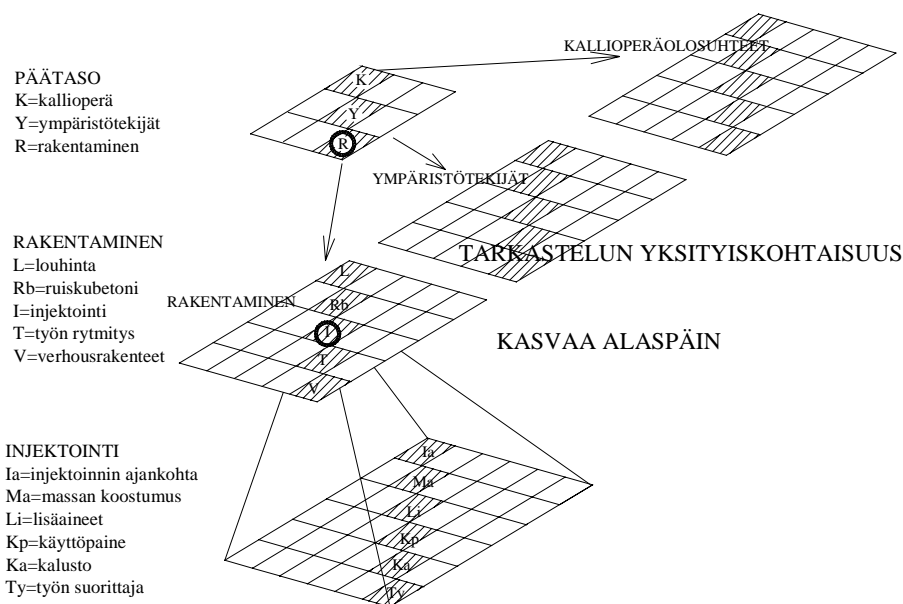 KALLIOPERÄOLOSUHTEET
PÄÄTASO
K=kallioperä
Y=ympäristötekijät
R=rakentaminen
K
Y
R
YMPÄRISTÖTEKIJÄT
RAKENTAMINEN
L=louhinta
Rb=ruiskubetoni
I=injektointi
T=työn rytmitys
V=verhousrakenteet
RAKENTAMINEN
L
Rb
I
T
V
TARKASTELUN YKSITYISKOHTAISUUS
KASVAA ALASPÄIN
INJEKTOINTI
Ia=injektoinnin ajankohta
Ma=massan koostumus
Li=lisäaineet
Kp=käyttöpaine
Ka=kalusto
Ty=työn suorittaja
Ia
Ma
Li
Kp
Ka
Ty